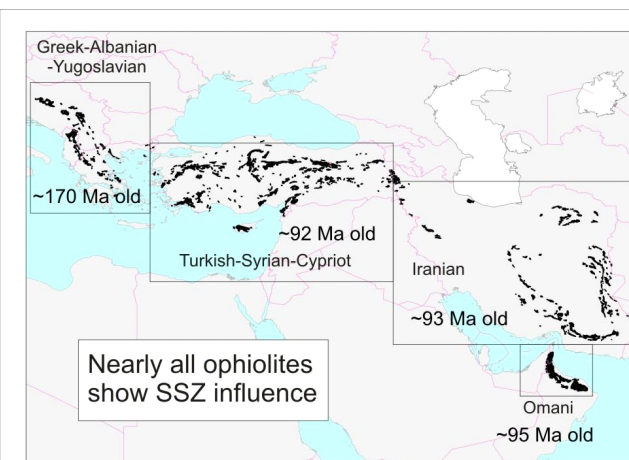 Greek-Albanian
-Yugoslavian
~170 Ma old
~92 Ma old
Turkish-Syrian-Cypriot
Iranian
~93 Ma old
Nearly all ophiolites
show SSZ influence
Omani
~95 Ma old